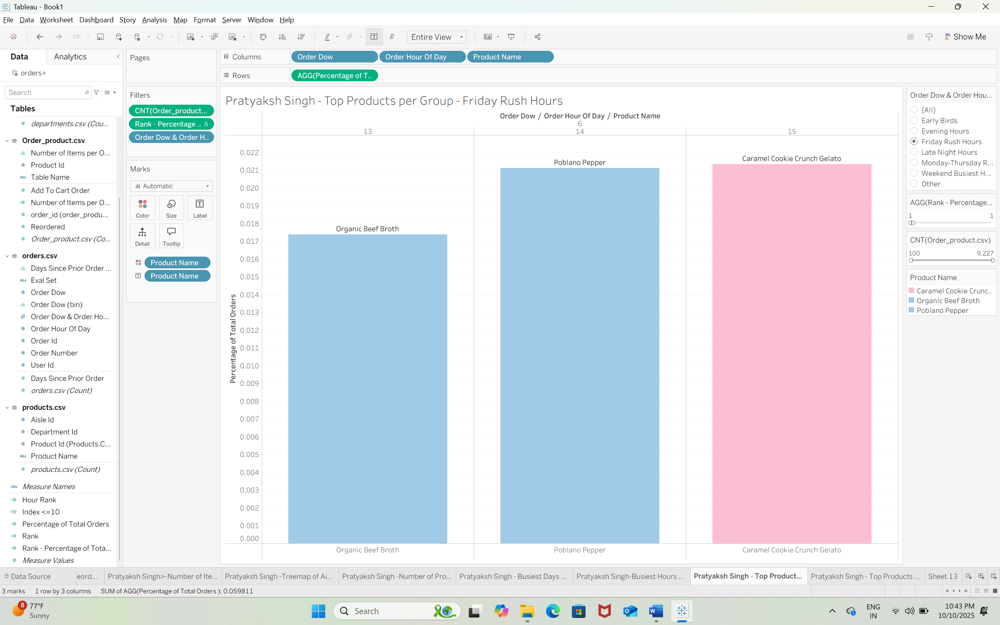 Tableau - Book1
File Data Worksheet Dashboard Story Analysis Map Format Server Window Help
Entire View
Show Me
Data Analytics
orders+
Search
Tables
departments.csv (Cou...
Order_product.csv
Number of Items per O...
Product Id
Abc Table Name
Add To Cart Order
Number of Items per O...
order_id (order_produ...
Reordered
Order_product.csv (Co...
orders.csv
Days Since Prior Order ...
Abc Eval Set
Order Dow
Order Dow (bin)
Order Dow & Order Ho...
Order Hour Of Day
Order Id
Order Number
User Id
Days Since Prior Order
orders.csv (Count)
products.csv
Aisle Id
Department Id
Product Id (Products.C...
Abc Product Name
products.csv (Count)
Abc Measure Names
Hour Rank
=T|F Index <=10
Percentage of Total Orders
Rank
Rank - Percentage of Tota...
Measure Values
Pages
Filters
CNT(Order_product...
Rank - Percentage .. Δ
Order Dow & Order H..
Marks
Automatic
Color Size Label
Detail Tooltip
Product Name
Product Name
Columns Order Dow Order Hour Of Day Product Name
Rows AGG(Percentage of T..
Pratyaksh Singh - Top Products per Group - Friday Rush Hours
Order Dow / Order Hour Of Day / Product Name
6
13 14 15
Percentage of Total Orders
0.022
0.021
0.020
0.019
0.018
0.017
0.016
0.015
0.014
0.013
0.012
0.011
0.010
0.009
0.008
0.007
0.006
0.005
0.004
0.003
0.002
0.001
0.000
Organic Beef Broth
Poblano Pepper
Caramel Cookie Crunch Gelato
Organic Beef Broth Poblano Pepper Caramel Cookie Crunch Gelato
Order Dow & Order Hou...
(All)
Early Birds
Evening Hours
Friday Rush Hours
Late Night Hours
Monday-Thursday R...
Weekend Busiest H...
Other
AGG(Rank - Percentage...
1 1
CNT(Order_product.csv)
100 9,227
Product Name
Caramel Cookie Crunc..
Organic Beef Broth
Poblano Pepper
Data Source eord... Pratyaksh Singh>-Number of Ite... Pratyaksh Singh -Treemap of Ai... Pratyaksh Singh -Number of Pro... Pratyaksh Singh - Busiest Days ... Pratyaksh Singh-Busiest Hours ... Pratyaksh Singh - Top Product... Pratyaksh Singh - Top Products ... Sheet 13
3 marks 1 row by 3 columns SUM of AGG(Percentage of Total Orders ): 0.059811
8 77°F
Sunny
Search
ENG
IN
10:43 PM
10/10/2025